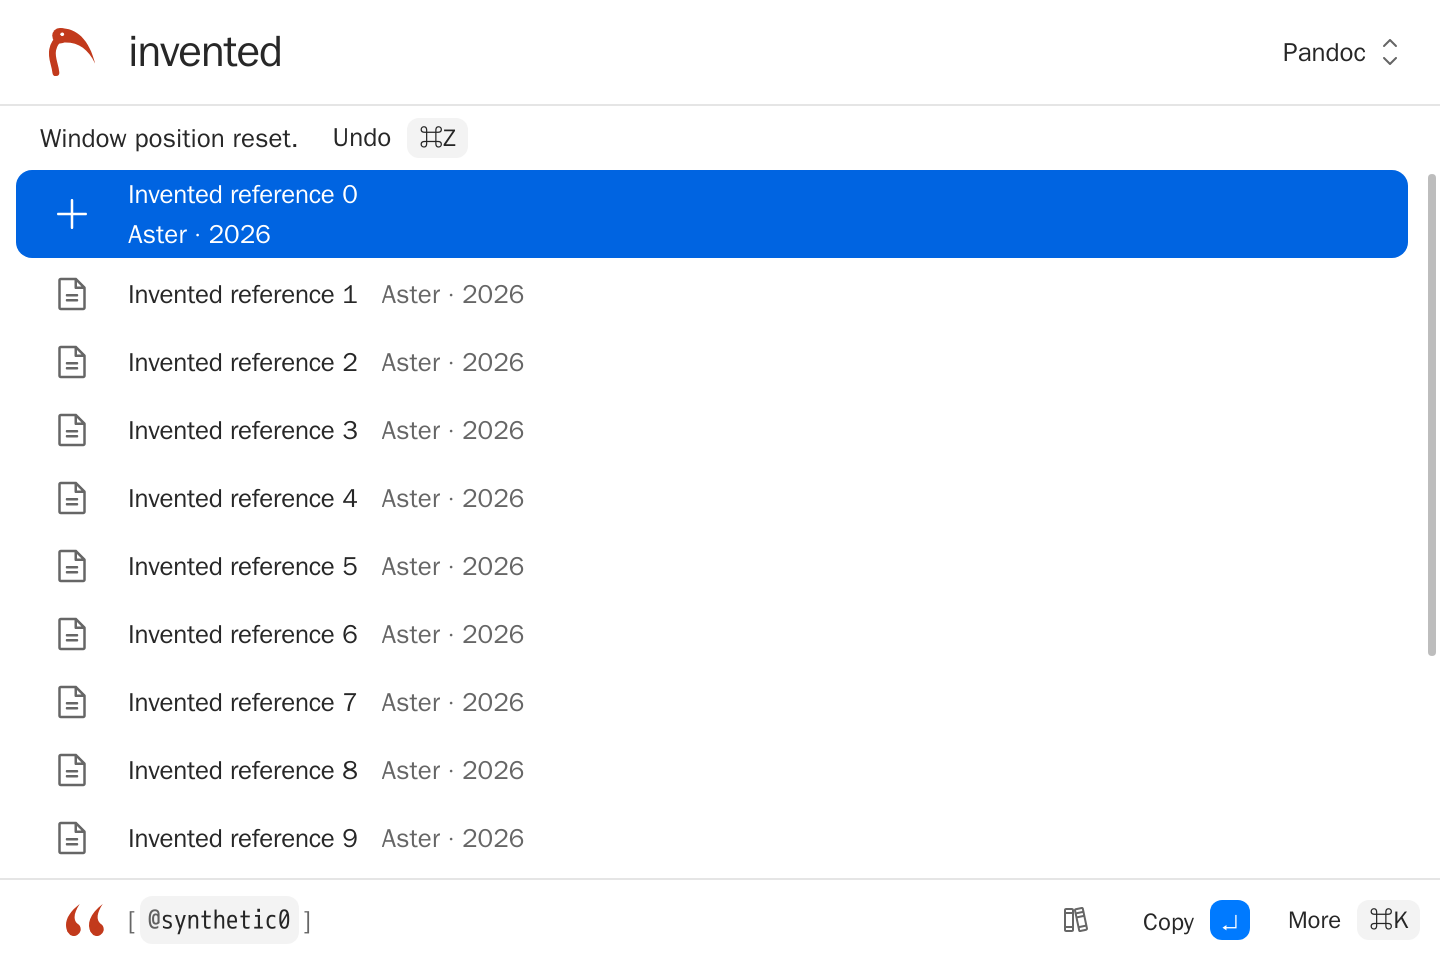 invented
Pandoc
Window position reset. Undo ⌘Z
Invented reference 0
Aster · 2026
Invented reference 1 Aster · 2026
Invented reference 2 Aster · 2026
Invented reference 3 Aster · 2026
Invented reference 4 Aster · 2026
Invented reference 5 Aster · 2026
Invented reference 6 Aster · 2026
Invented reference 7 Aster · 2026
Invented reference 8 Aster · 2026
Invented reference 9 Aster · 2026
[@synthetic0] Copy More ⌘K